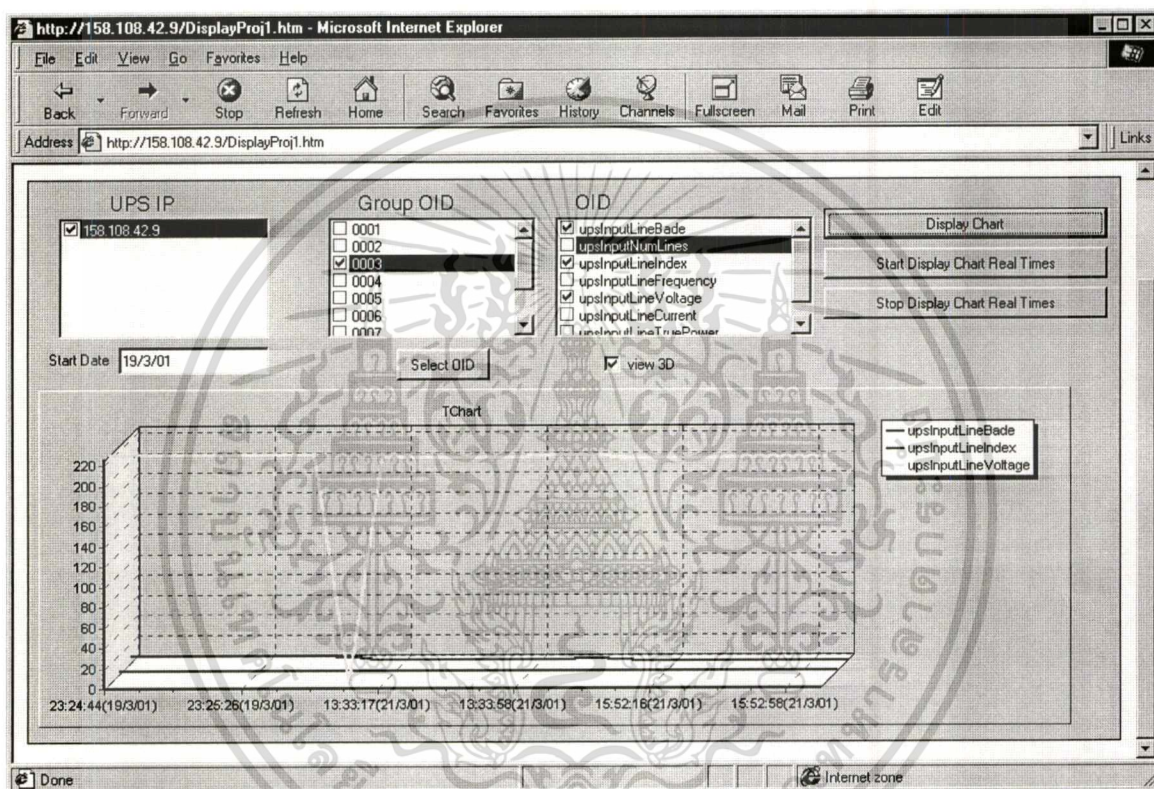 http://158.108.42.9/DisplayProj1.htm - Microsoft Internet Explorer
File Edit View Go Favorites Help
Back Forward Stop Refresh Home Search Favorites History Channels Fullscreen Mail Print Edit
Address http://158.108.42.9/DisplayProj1.htm Links
UPS IP
158.108.42.9
Start Date 19/3/01
Group OID
0001
0002
0003
0004
0005
0006
0007
Select OID
OID
upsInputLineBade
upsInputNumLines
upsInputLineIndex
upsInputLineFrequency
upsInputLineVoltage
upsInputLineCurrent
upsInputLineTruePower
view 3D
Display Chart
Start Display Chart Real Times
Stop Display Chart Real Times
TChart
220
200
180
160
140
120
100
80
60
40
20
0
23:24:44(19/3/01) 23:25:26(19/3/01) 13:33:17(21/3/01) 13:33:58(21/3/01) 15:52:16(21/3/01) 15:52:58(21/3/01)
upsInputLineBade
upsInputLineIndex
upsInputLineVoltage
Done Internet zone